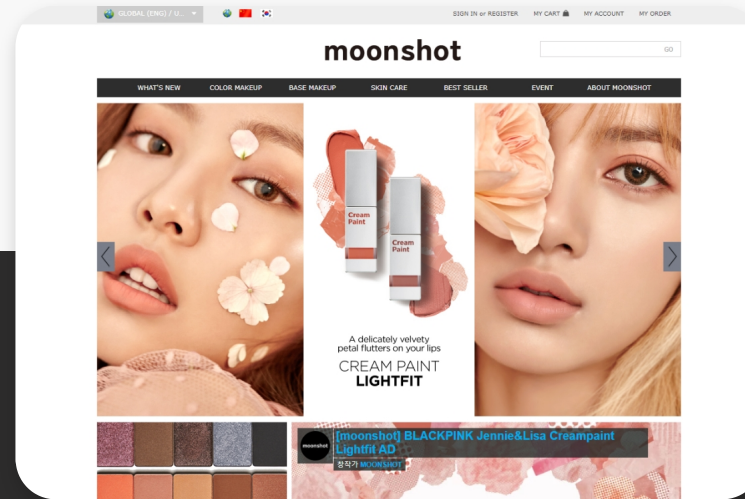 GLOBAL (ENG) / U...
SIGN IN or REGISTER MY CART MY ACCOUNT MY ORDER
moonshot
GO
WHAT'S NEW COLOR MAKEUP BASE MAKEUP SKIN CARE BEST SELLER EVENT ABOUT MOONSHOT
Cream
Paint
Cream
Paint
A delicately velvety
petal flutters on your lips
CREAM PAINT
LIGHTFIT
moonshot
[moonshot] BLACKPINK Jennie&Lisa Creampaint
Lightfit AD
창작가 MOONSHOT